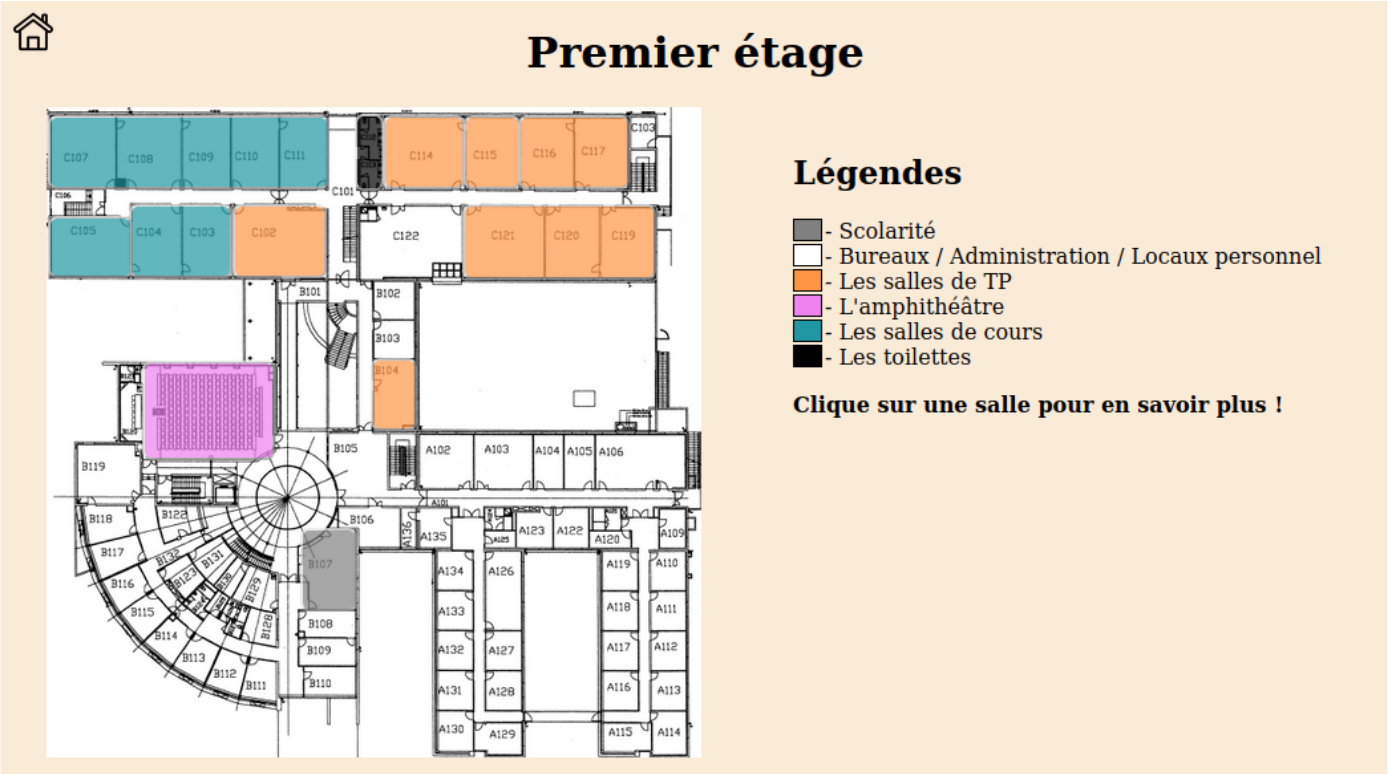 Premier étage
C107
C108
C109
C110
C111
C112
C113
C114
C115
C116
C117
C103
C106
C101
C105
C104
C103
C102
C122
C121
C120
C119
B101
B102
B103
B104
B105
A102
A103
A104
A105
A106
A101
B119
B118
B117
B116
B115
B114
B113
B112
B111
B122
B132
B131
B123
B130
B129
B128
B106
B107
B108
B109
B110
A136
A135
A125
A123
A122
A120
A109
A134
A133
A132
A131
A130
A126
A127
A128
A129
A119
A118
A117
A116
A115
A110
A111
A112
A113
A114
Légendes
- Scolarité
- Bureaux / Administration / Locaux personnel
- Les salles de TP
- L'amphithéâtre
- Les salles de cours
- Les toilettes
Clique sur une salle pour en savoir plus !